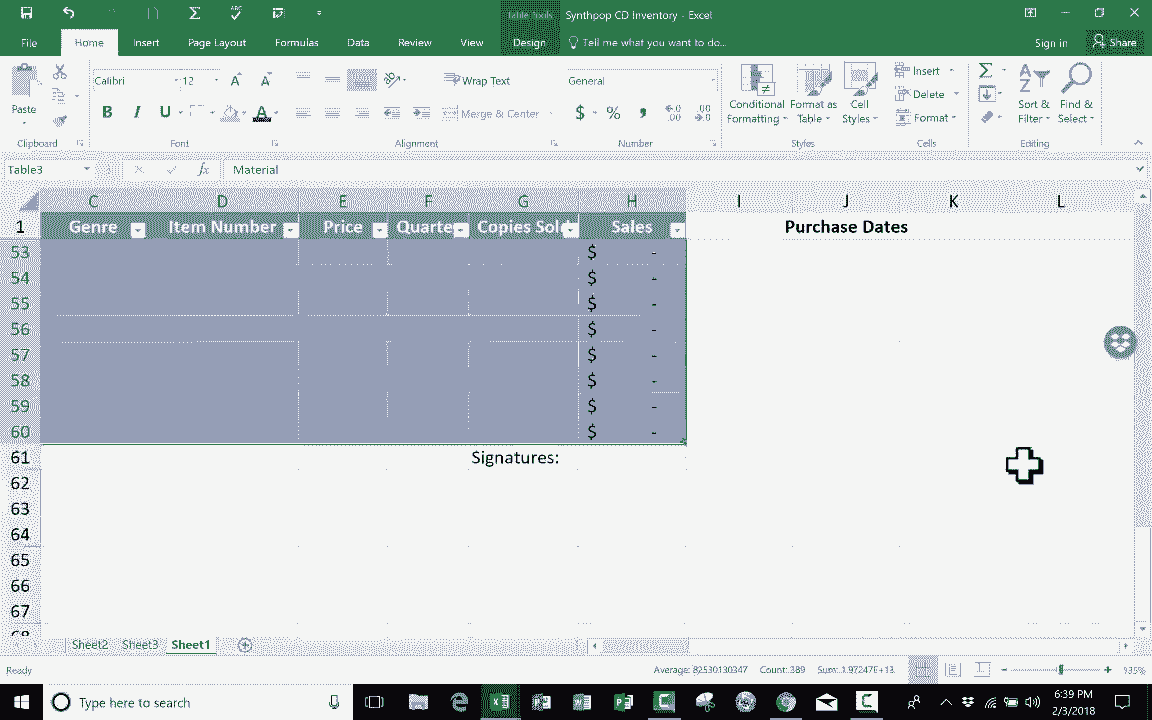 Table Tools
Synthpop CD Inventory - Excel
File Home Insert Page Layout Formulas Data Review View Design Tell me what you want to do... Sign in Share
Calibri 12 Wrap Text General Insert
Paste Delete
B I U Merge & Center $ % Conditional Formatting Format as Table Cell Styles Format Sort & Filter Find & Select
Clipboard Font Alignment Number Styles Cells Editing
Table3 fx Material
C D E F G H I J K L
1 Genre Item Number Price Quarte Copies Sol Sales Purchase Dates
53 $ -
54 $ -
55 $ -
56 $ -
57 $ -
58 $ -
59 $ -
60 $ -
61 Signatures:
62
63
64
65
66
67
68
Sheet2 Sheet3 Sheet1
Ready Average: 82530130347 Count: 389 Sum: 1.97247E+13 135%
Type here to search 6:39 PM
2/3/2018